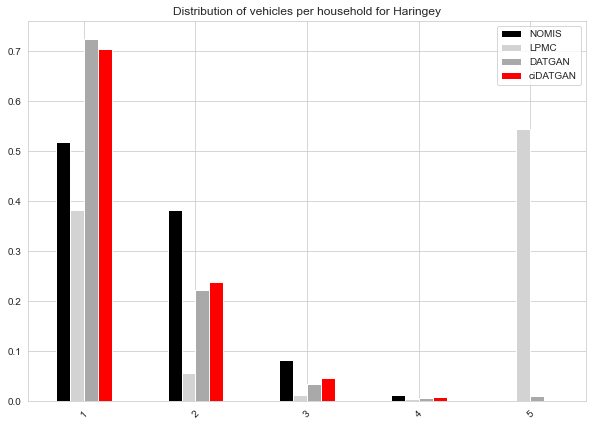 Distribution of vehicles per household for Haringey
NOMIS
LPMC
DATGAN
ciDATGAN
0.7
0.6
0.5
0.4
0.3
0.2
0.1
0.0
1
2
3
4
5